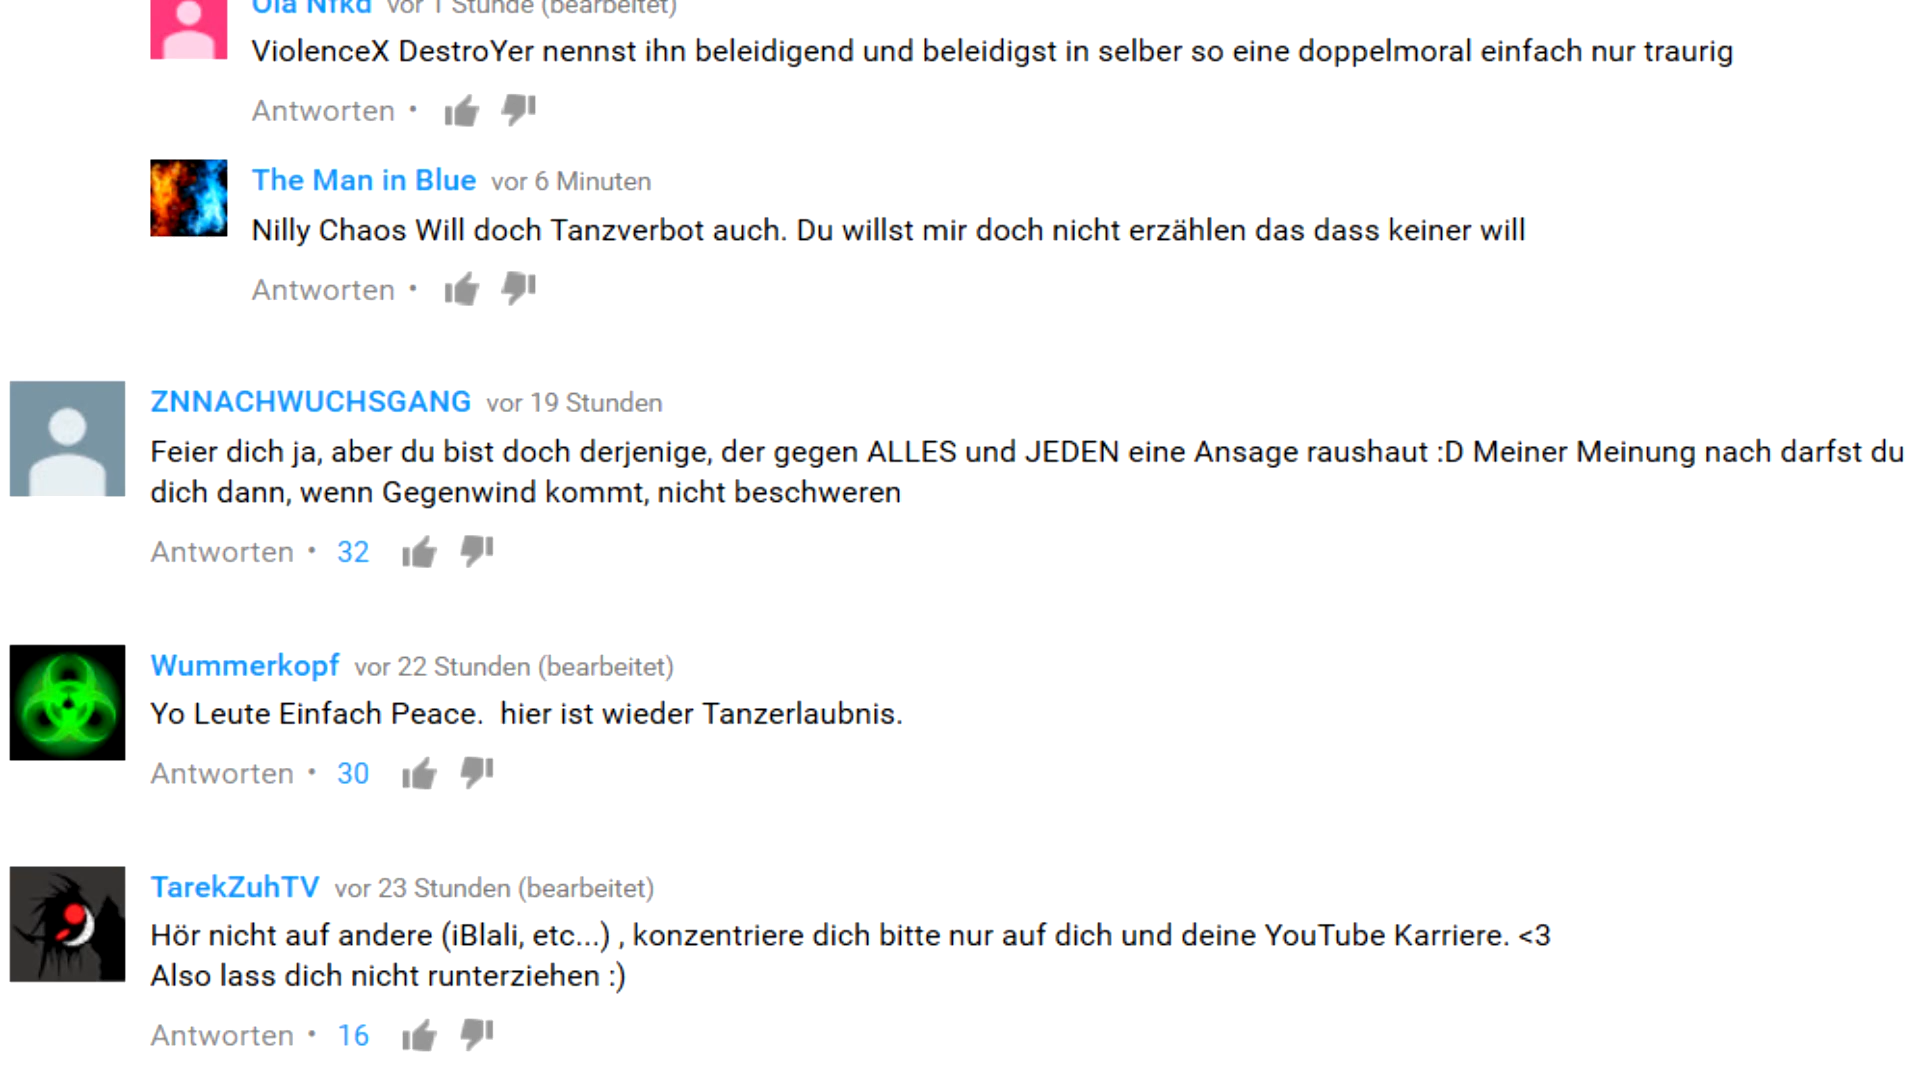 Ola Nfkd vor 1 Stunde (bearbeitet)
ViolenceX DestroYer nennst ihn beleidigend und beleidigst in selber so eine doppelmoral einfach nur traurig
Antworten •
The Man in Blue vor 6 Minuten
Nilly Chaos Will doch Tanzverbot auch. Du willst mir doch nicht erzählen das dass keiner will
Antworten •
ZNNACHWUCHSGANG vor 19 Stunden
Feier dich ja, aber du bist doch derjenige, der gegen ALLES und JEDEN eine Ansage raushaut :D Meiner Meinung nach darfst du
dich dann, wenn Gegenwind kommt, nicht beschweren
Antworten • 32
Wummerkopf vor 22 Stunden (bearbeitet)
Yo Leute Einfach Peace.  hier ist wieder Tanzerlaubnis.
Antworten • 30
TarekZuhTV vor 23 Stunden (bearbeitet)
Hör nicht auf andere (iBlali, etc...) , konzentriere dich bitte nur auf dich und deine YouTube Karriere. <3
Also lass dich nicht runterziehen :)
Antworten • 16